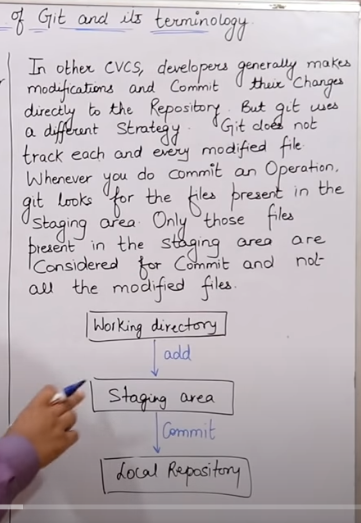 of Git and its terminology.
In other CVCS, developers generally makes
modifications and Commit their Changes
directly to the Repository. But git uses
a different Strategy. Git does not
track each and every modified file.
Whenever you do commit an Operation,
git looks for the files present in the
Staging area. Only those files
present in the staging area are
Considered for Commit and not
all the modified files.
Working directory
add
Staging area
Commit
Local Repository